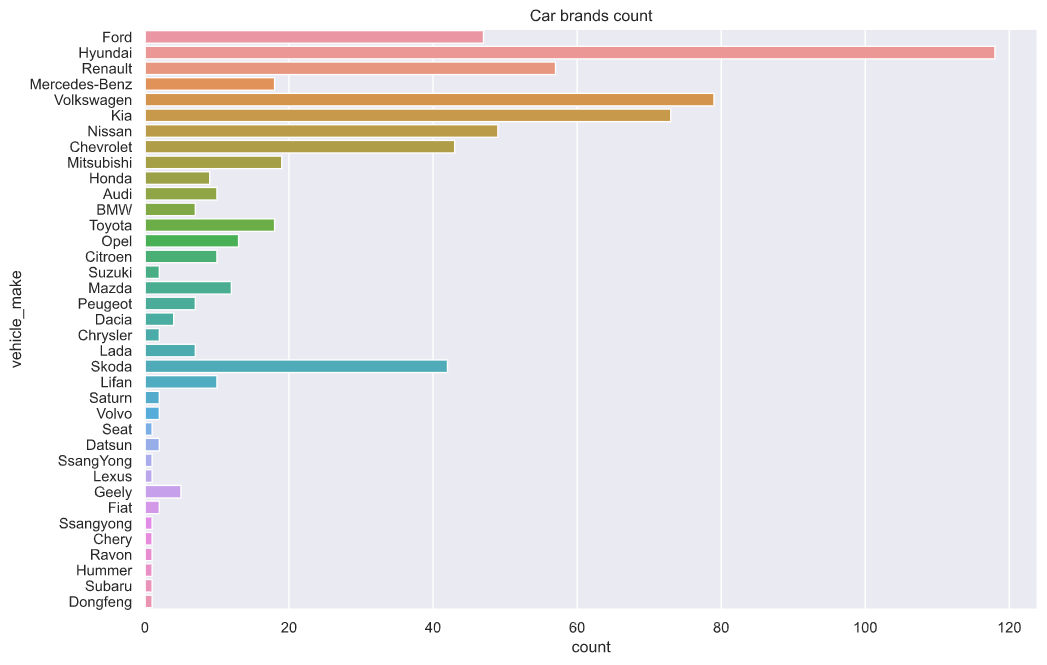 Car brands count
vehicle_make
Ford
Hyundai
Renault
Mercedes-Benz
Volkswagen
Kia
Nissan
Chevrolet
Mitsubishi
Honda
Audi
BMW
Toyota
Opel
Citroen
Suzuki
Mazda
Peugeot
Dacia
Chrysler
Lada
Skoda
Lifan
Saturn
Volvo
Seat
Datsun
SsangYong
Lexus
Geely
Fiat
Ssangyong
Chery
Ravon
Hummer
Subaru
Dongfeng
0 20 40 60 80 100 120
count